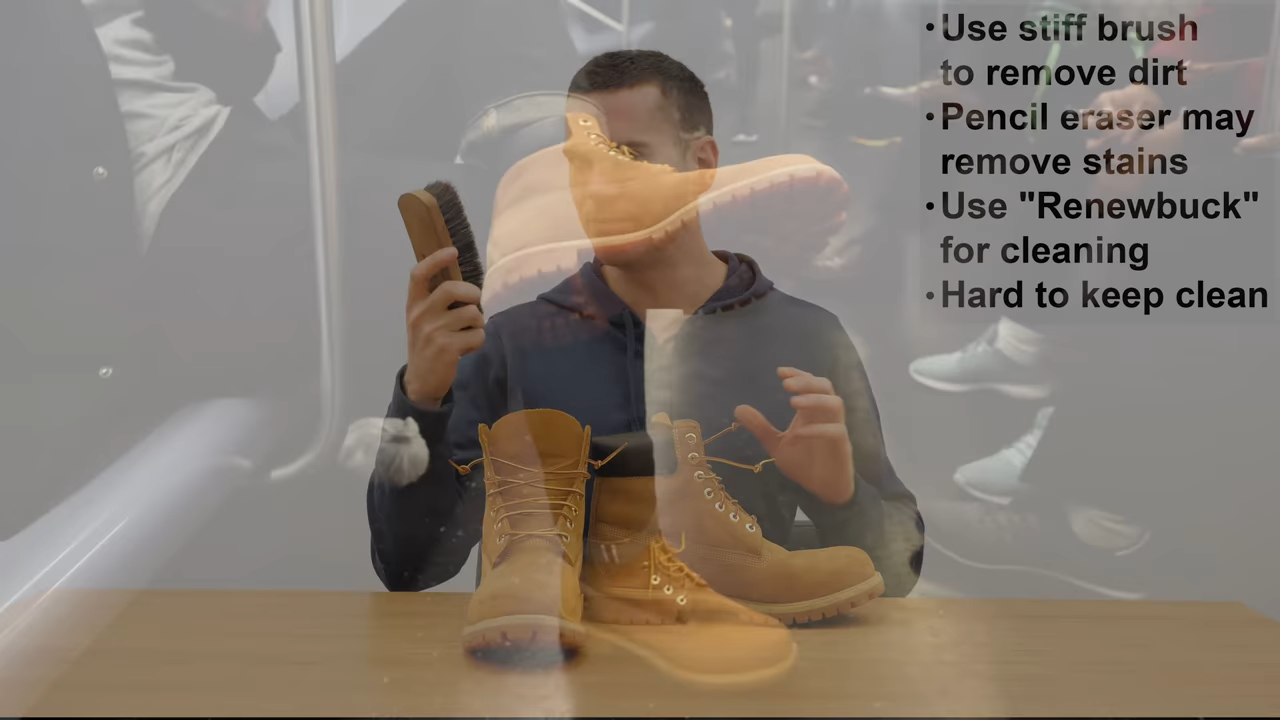 •Use stiff brush
to remove dirt
•Pencil eraser may
remove stains
•Use "Renewbuck"
for cleaning
•Hard to keep clean